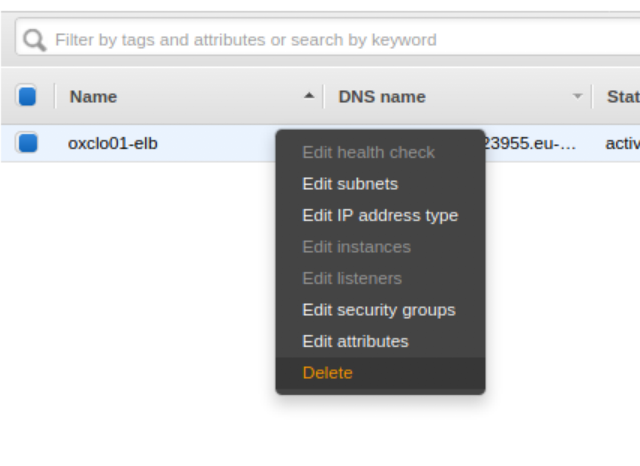 Filter by tags and attributes or search by keyword
Name DNS name Stat
oxclo01-elb 23955.eu-... activ
Edit health check
Edit subnets
Edit IP address type
Edit instances
Edit listeners
Edit security groups
Edit attributes
Delete